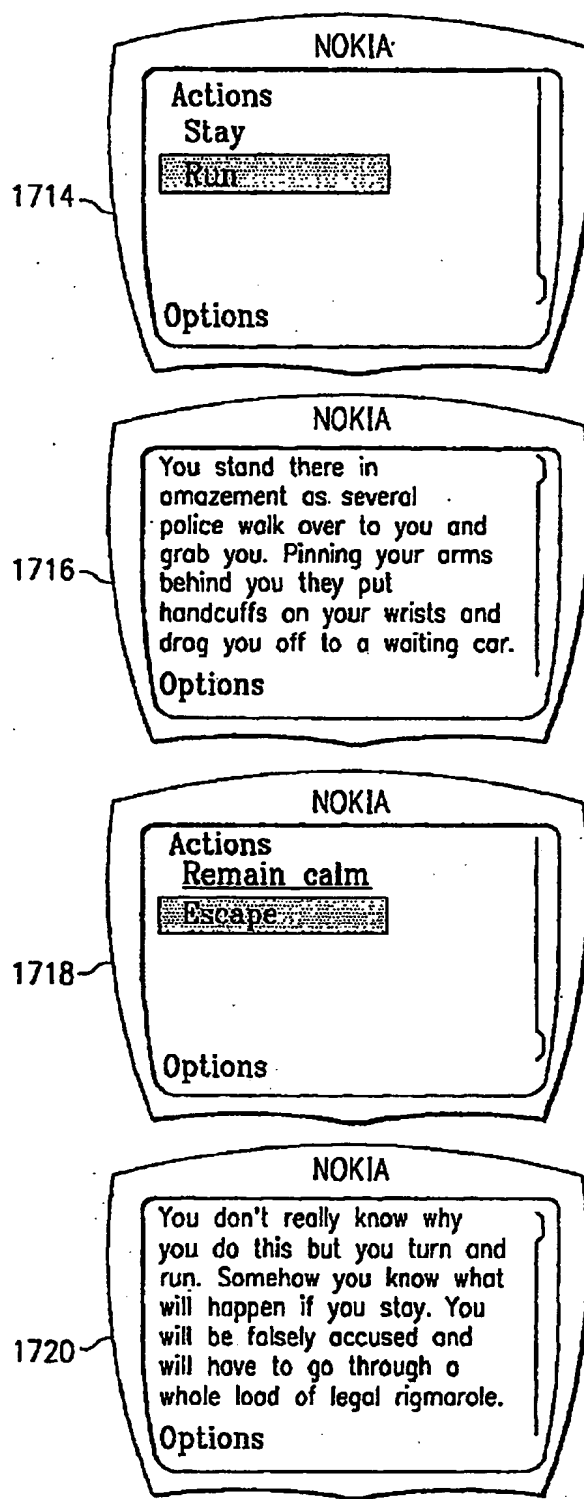 NOKIA
Actions
Stay
Run
1714
Options
NOKIA
You stand there in
amazement as several
police walk over to you and
grab you. Pinning your arms
1716
behind you they put
handcuffs on your wrists and
drag you off to a waiting car.
Options
NOKIA
Actions
Remain calm
Escape
1718
Options
NOKIA
You don't really know why
you do this but you turn and
run. Somehow you know what
will happen if you stay. You
will be falsely accused and
1720
will have to go through a
whole load of legal rigmarole.
Options